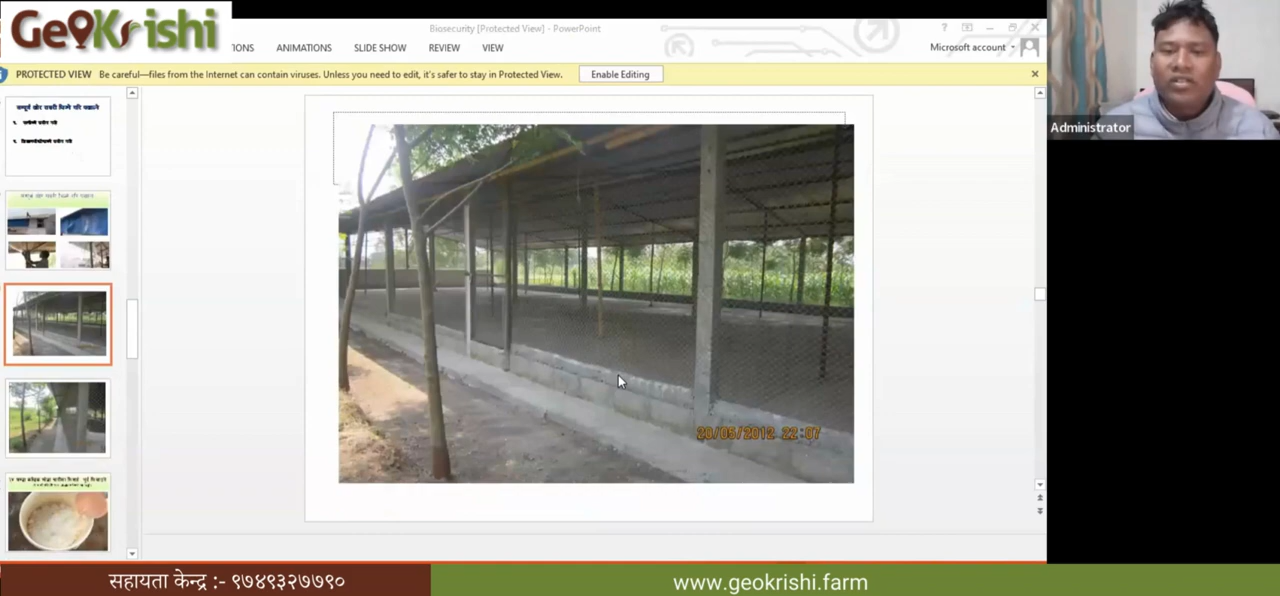 GeoKrishi
Biosecurity [Protected View] - PowerPoint
IONS ANIMATIONS SLIDE SHOW REVIEW VIEW
Microsoft account
PROTECTED VIEW Be careful—files from the Internet can contain viruses. Unless you need to edit, it's safer to stay in Protected View. Enable Editing
Administrator
20/05/2012 22:07
सहायता केन्द्र :- ९७४९३२७७९०
www.geokrishi.farm